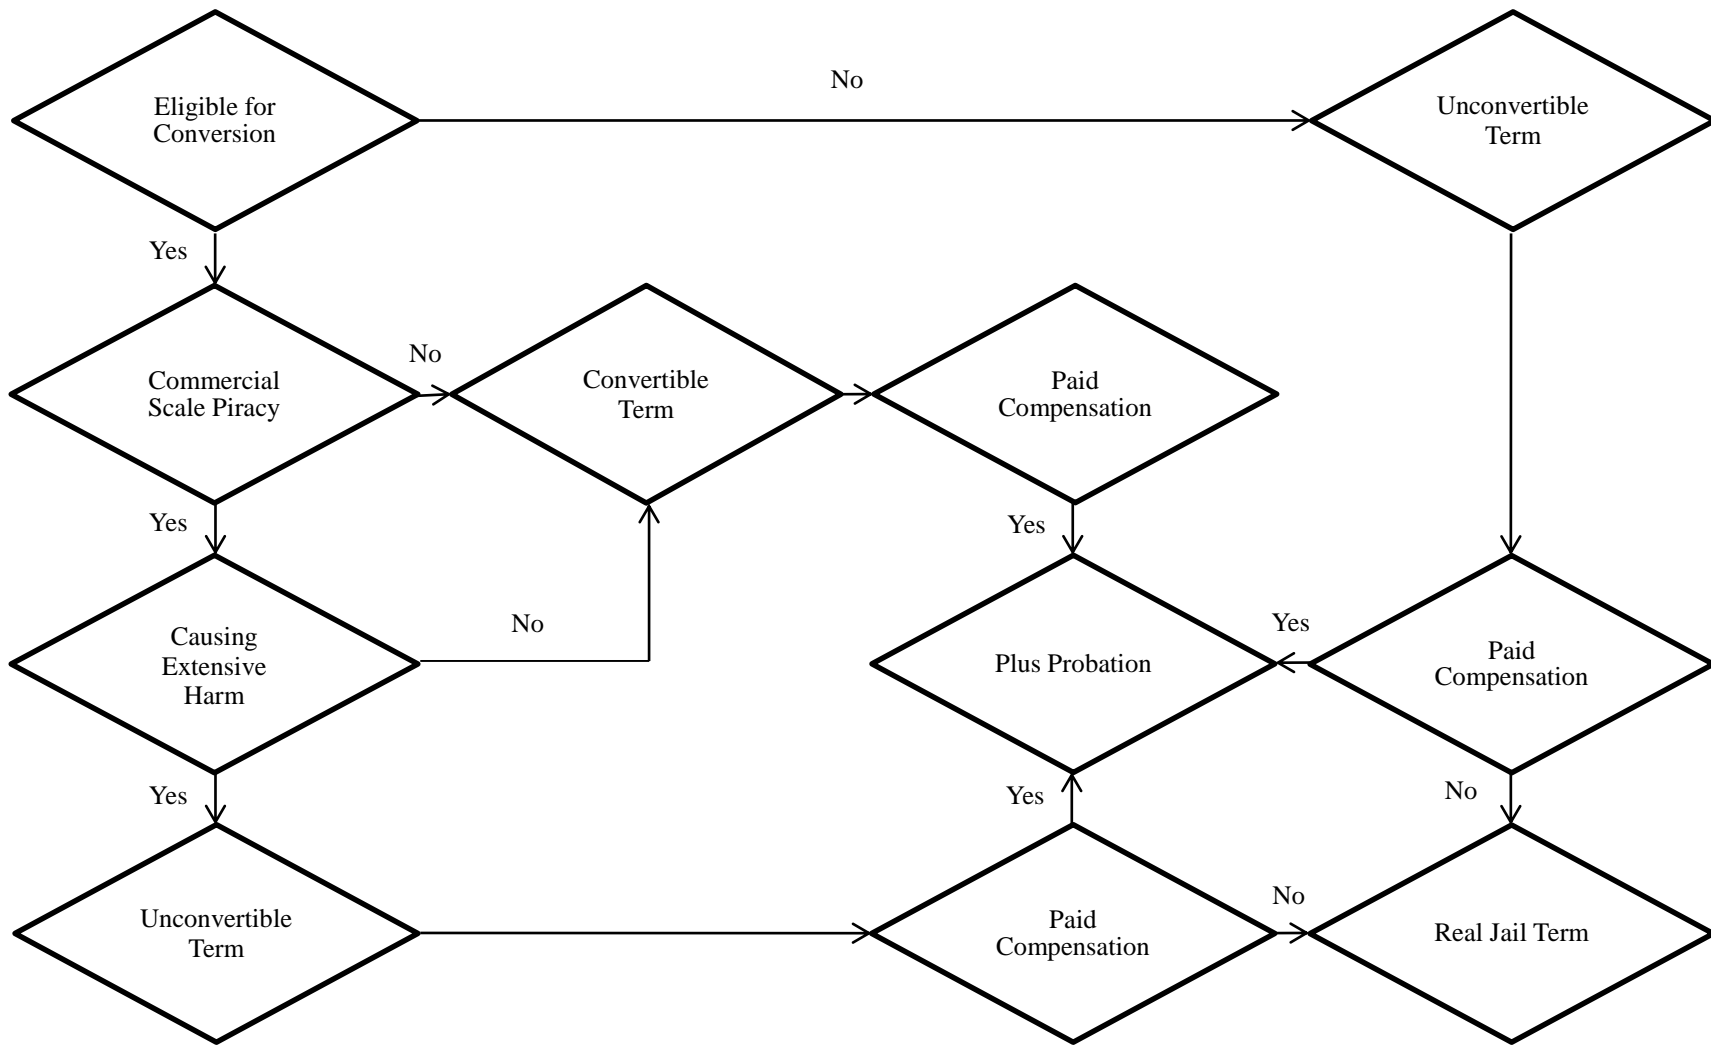 No
Eligible for
Conversion
Unconvertible
Term
Yes
No
Commercial
Scale Piracy
Convertible
Term
Paid
Compensation
Yes
Yes
No
Yes
Causing
Extensive
Harm
Plus Probation
Paid
Compensation
Yes
Yes
No
No
Unconvertible
Term
Paid
Compensation
Real Jail Term